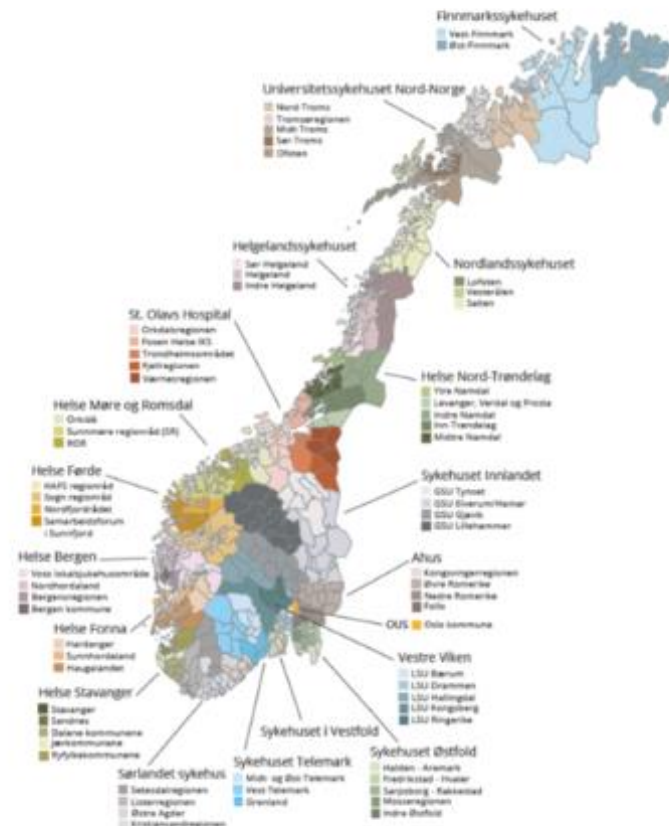 Finnmarkssykehuset
Vest Finnmark
Øst Finnmark
Universitetssykehuset Nord-Norge
Nord Troms
Tromsøregionen
Midt Troms
Sør Troms
Ofoten
Helgelandssykehuset
Sør Helgeland
Helgeland
Indre Helgeland
Nordlandssykehuset
Lofoten
Vesterålen
Salten
St. Olavs Hospital
Orkdalsregionen
Fosen Helse IKS
Trondheimsområdet
Fjellregionen
Værnesregionen
Helse Nord-Trøndelag
Ytre Namdal
Levanger, Verdal og Frosta
Indre Namdal
Inn-Trøndelag
Midtre Namdal
Helse Møre og Romsdal
Orkidé
Sunnmøre regionråd (SR)
ROR
Helse Førde
HAFS regionråd
Sogn regionråd
Nordfjordrådet
Samarbeidsforum
i Sunnfjord
Sykehuset Innlandet
GSU Tynset
GSU Elverum/Hamar
GSU Gjøvik
GSU Lillehammer
Helse Bergen
Voss lokalsjukehusområde
Nordhordaland
Bergensregionen
Bergen kommune
Ahus
Kongsvingerregionen
Øvre Romerike
Nedre Romerike
Follo
OUS
Oslo kommune
Helse Fonna
Hardanger
Sunnhordaland
Haugalandet
Vestre Viken
LSU Bærum
LSU Drammen
LSU Hallingdal
LSU Kongsberg
LSU Ringerike
Helse Stavanger
Stavanger
Sandnes
Dalene kommunene
Jærkommunene
Ryfylkekommunene
Sykehuset i Vestfold
Sørlandet sykehus
Setesdalregionen
Listerregionen
Østre Agder
Kristiansandregionen
Sykehuset Telemark
Midt- og Øst-Telemark
Vest-Telemark
Grenland
Sykehuset Østfold
Halden - Aremark
Fredrikstad - Hvaler
Sarpsborg - Rakkestad
Mosseregionen
Indre Østfold